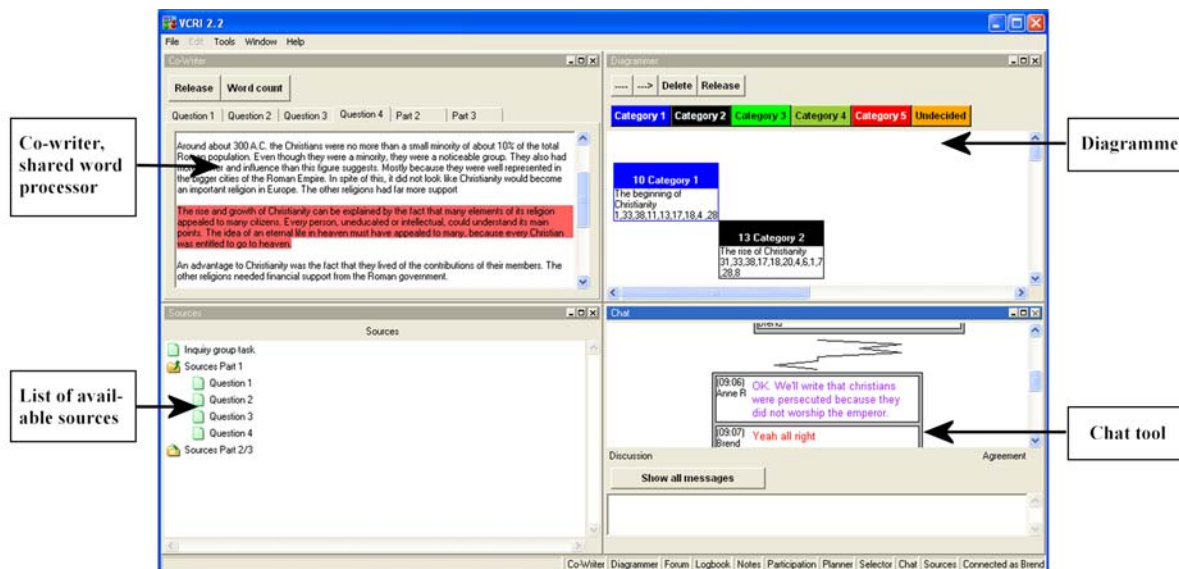 VCRI 2.2
File Edit Tools Window Help
Co-Writer
Release Word count
Question 1 Question 2 Question 3 Question 4 Part 2 Part 3
Around about 300 A.C. the Christians were no more than a small minority of about 10% of the total
Roman population. Even though they were a minority, they were a noticeable group. They also had
more power and influence than this figure suggests. Mostly because they were well represented in
the bigger cities of the Roman Empire. In spite of this, it did not look like Christianity would become
an important religion in Europe. The other religions had far more support
The rise and growth of Christianity can be explained by the fact that many elements of its religion
appealed to many citizens. Every person, uneducated or intellectual, could understand its main
points. The idea of an eternal life in heaven must have appealed to many, because every Christian
was entitled to go to heaven.
An advantage to Christianity was the fact that they lived of the contributions of their members. The
other religions needed financial support from the Roman government.
Diagrammer
---- ---> Delete Release
Category 1 Category 2 Category 3 Category 4 Category 5 Undecided
10 Category 1
The beginning of
Christianity
1,33,38,11,13,17,18,4 ,28
13 Category 2
The rise of Christianity
31,33,38,17,18,20,4,6,1,7
,28,8
Sources
Sources
Inquiry group task.
Sources Part 1
Question 1
Question 2
Question 3
Question 4
Sources Part 2/3
Chat
Brend
(09:06) OK. We'll write that christians
Anne R were persecuted because they
did not worship the emperor.
(09:07) Yeah all right
Brend
Discussion Agreement
Show all messages
Co-Writer Diagrammer Forum Logbook Notes Participation Planner Selector Chat Sources Connected as Brend
Co-writer,
shared word
processor
List of avail-
able sources
Diagramme
Chat tool